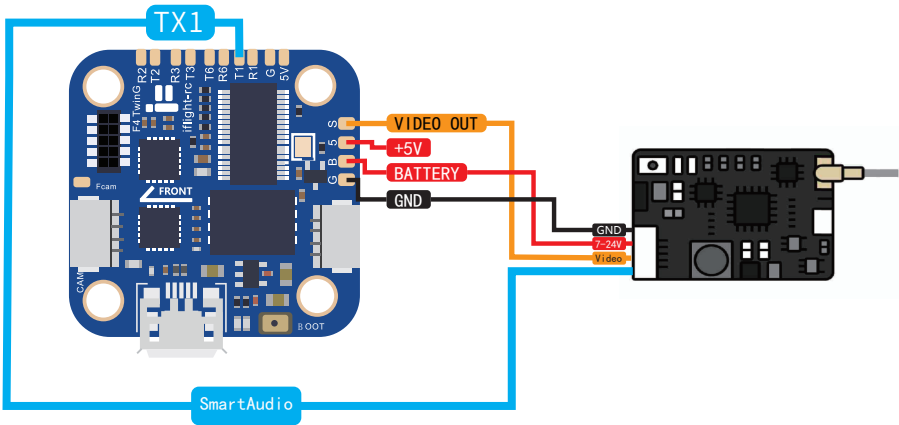 TX1
R2
T2
R3
T3
T6
R6
T1
R1
G
5V
F4 TwinG
iflight-rc
S
VIDEO OUT
5
+5V
B
BATTERY
G
GND
Fcam
FRONT
GND
7-24V
Video
CAM
BOOT
SmartAudio